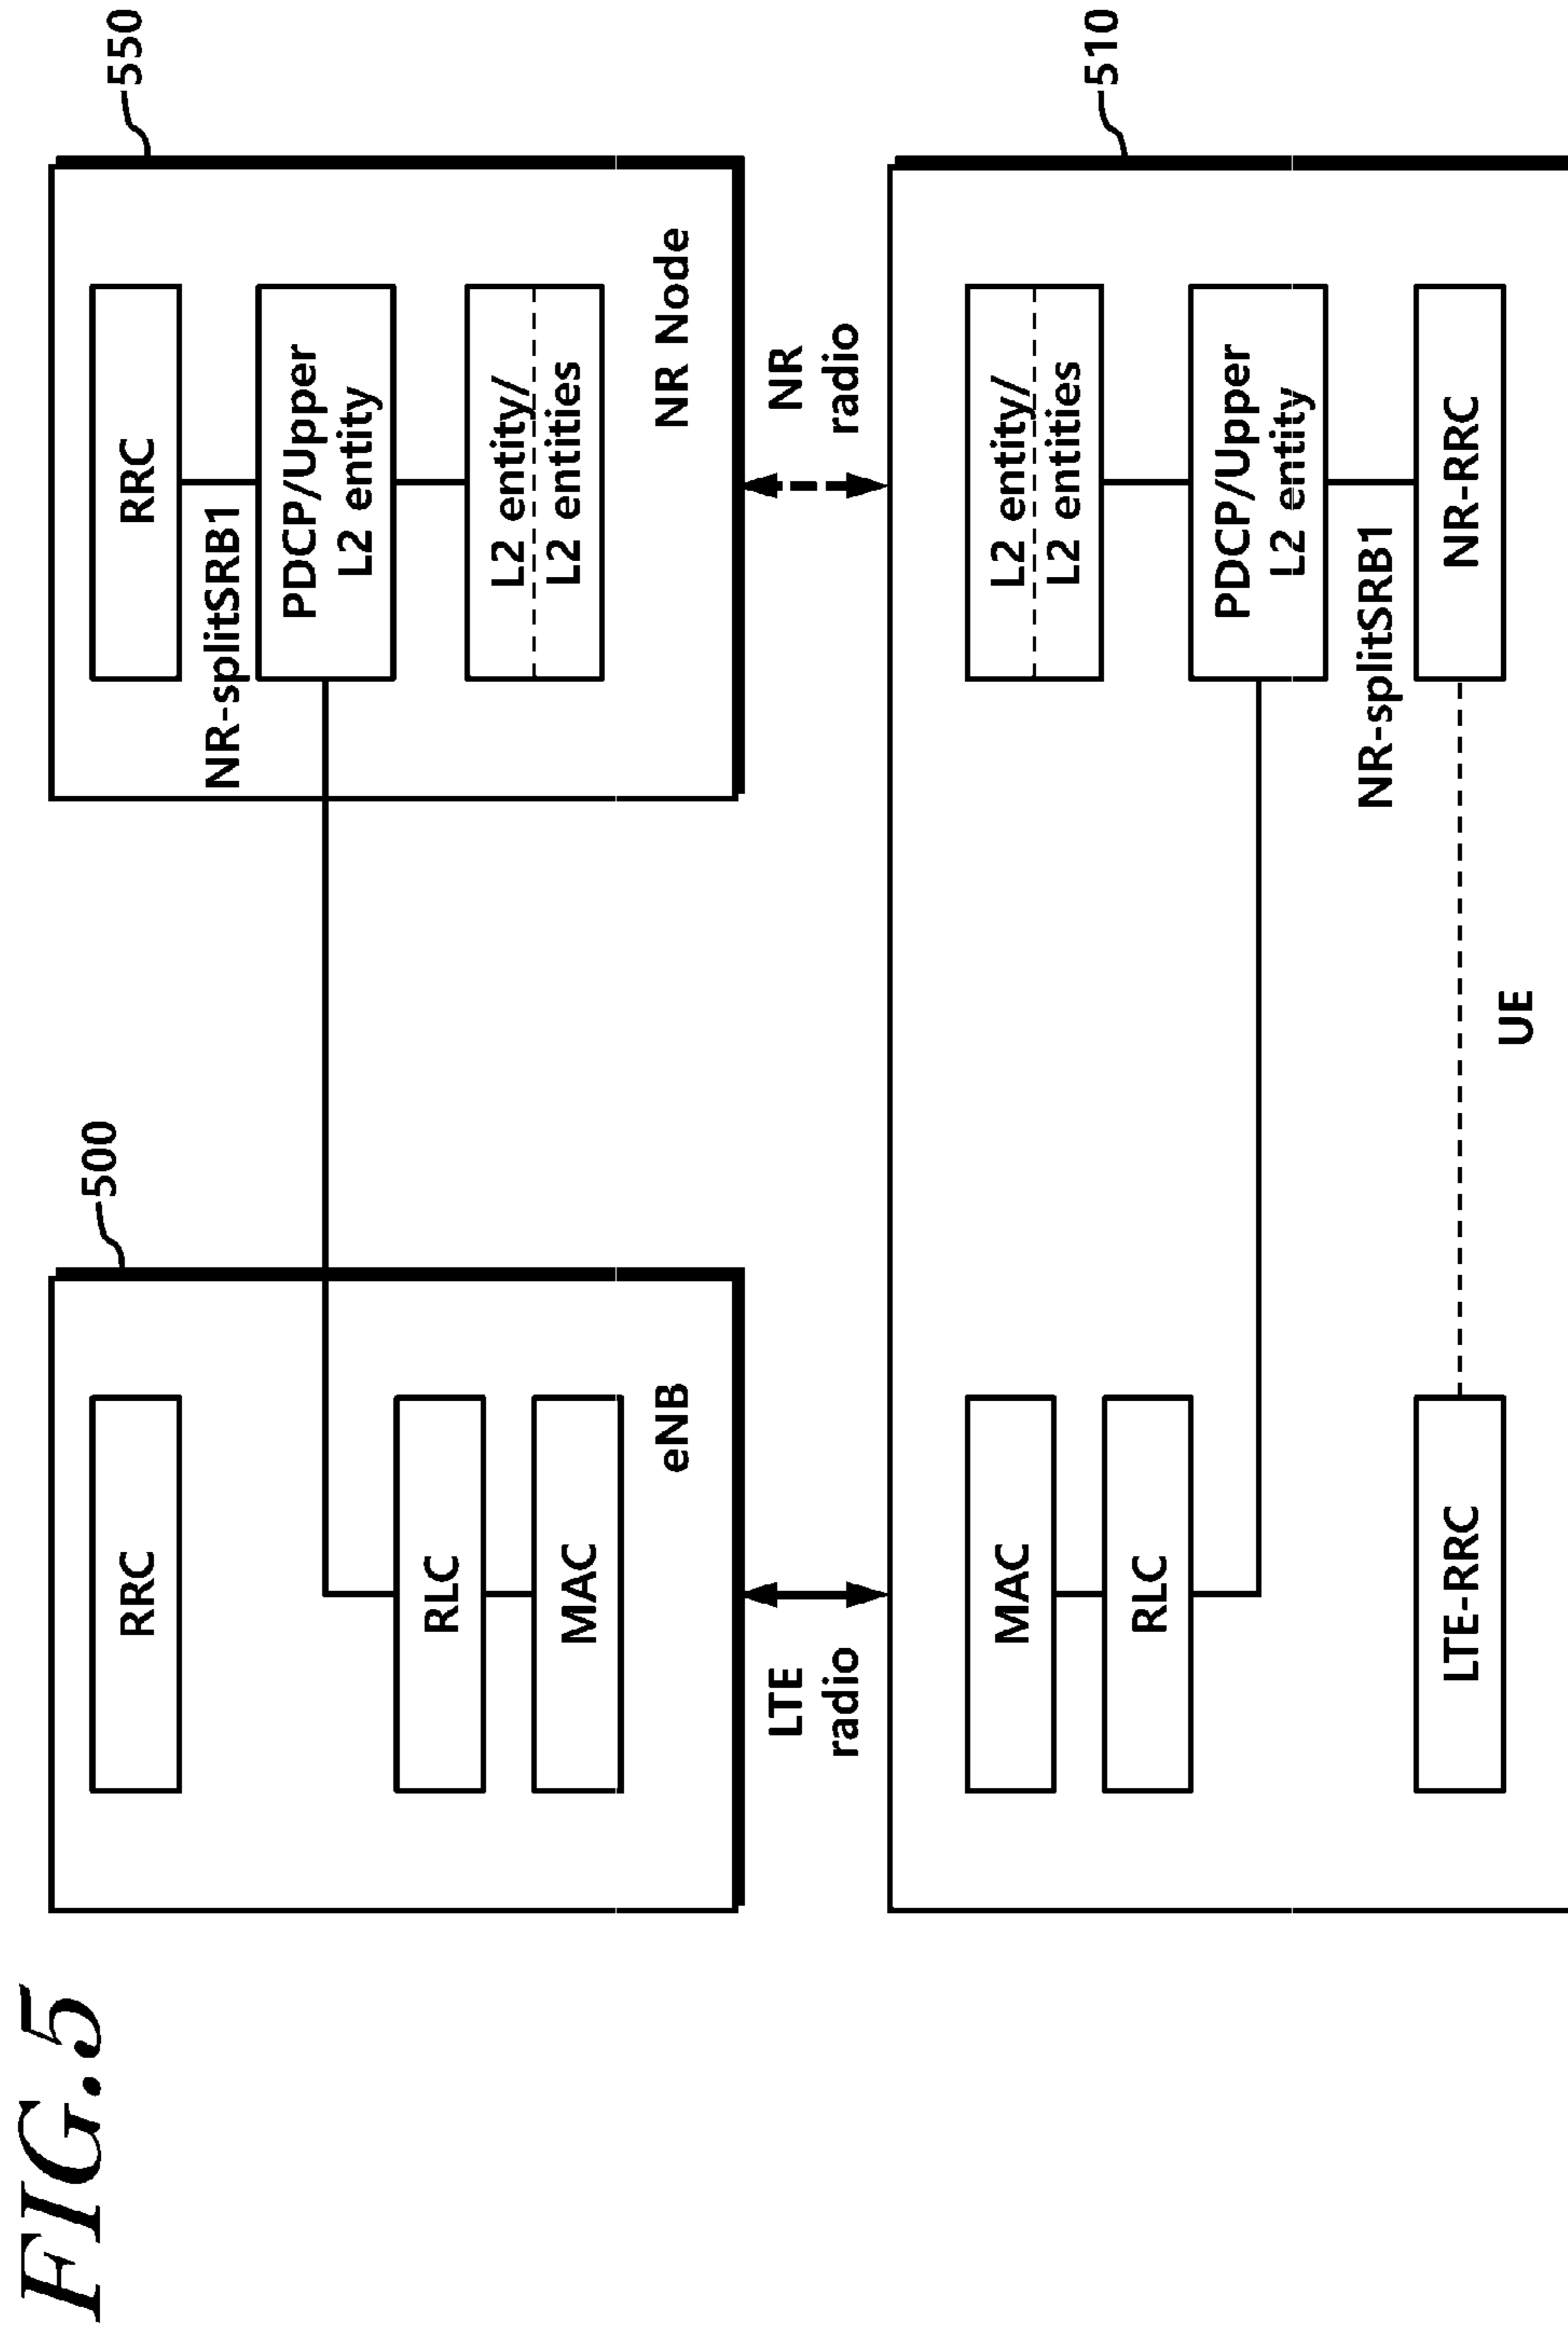 FIG.5
500
RRC
RLC
MAC
eNB
550
RRC
NR-splitSRB1
PDCP/Upper
L2 entity
L2 entity/
L2 entities
NR Node
LTE
radio
NR
radio
510
MAC
RLC
LTE-RRC
L2 entity/
L2 entities
PDCP/Upper
L2 entity
NR-splitSRB1
NR-RRC
UE